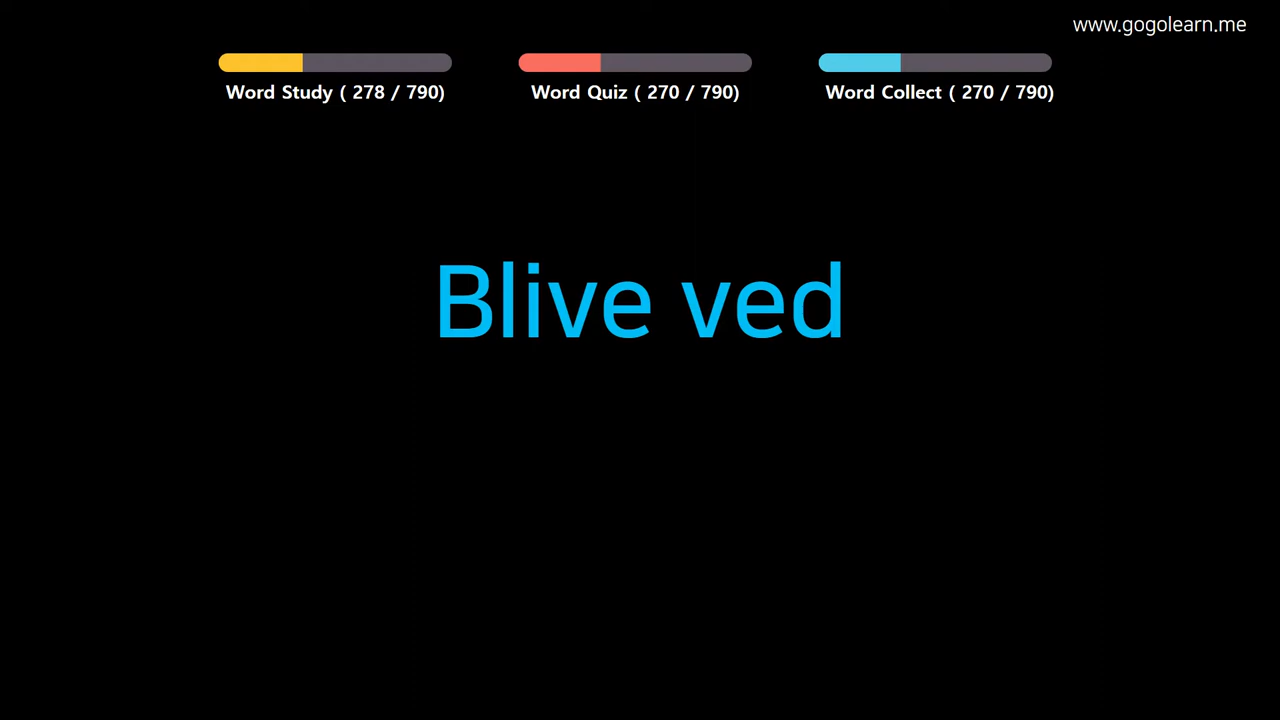 www.gogolearn.me
Word Study ( 278 / 790)
Word Quiz ( 270 / 790)
Word Collect ( 270 / 790)
Blive ved